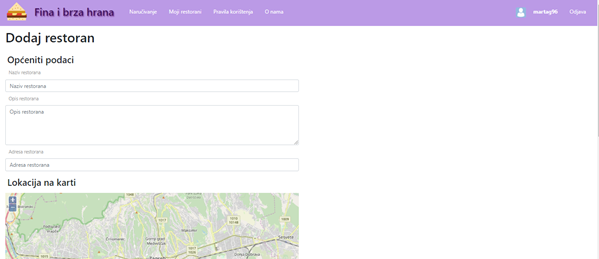 Fina i brza hrana
Naručivanje
Moji restorani
Pravila korištenja
O nama
martay96
Odjava
Dodaj restoran
Općeniti podaci
Naziv restorana
Naziv restorana
Opis restorana
Opis restorana
Adresa restorana
Adresa restorana
Lokacija na karti
+
−